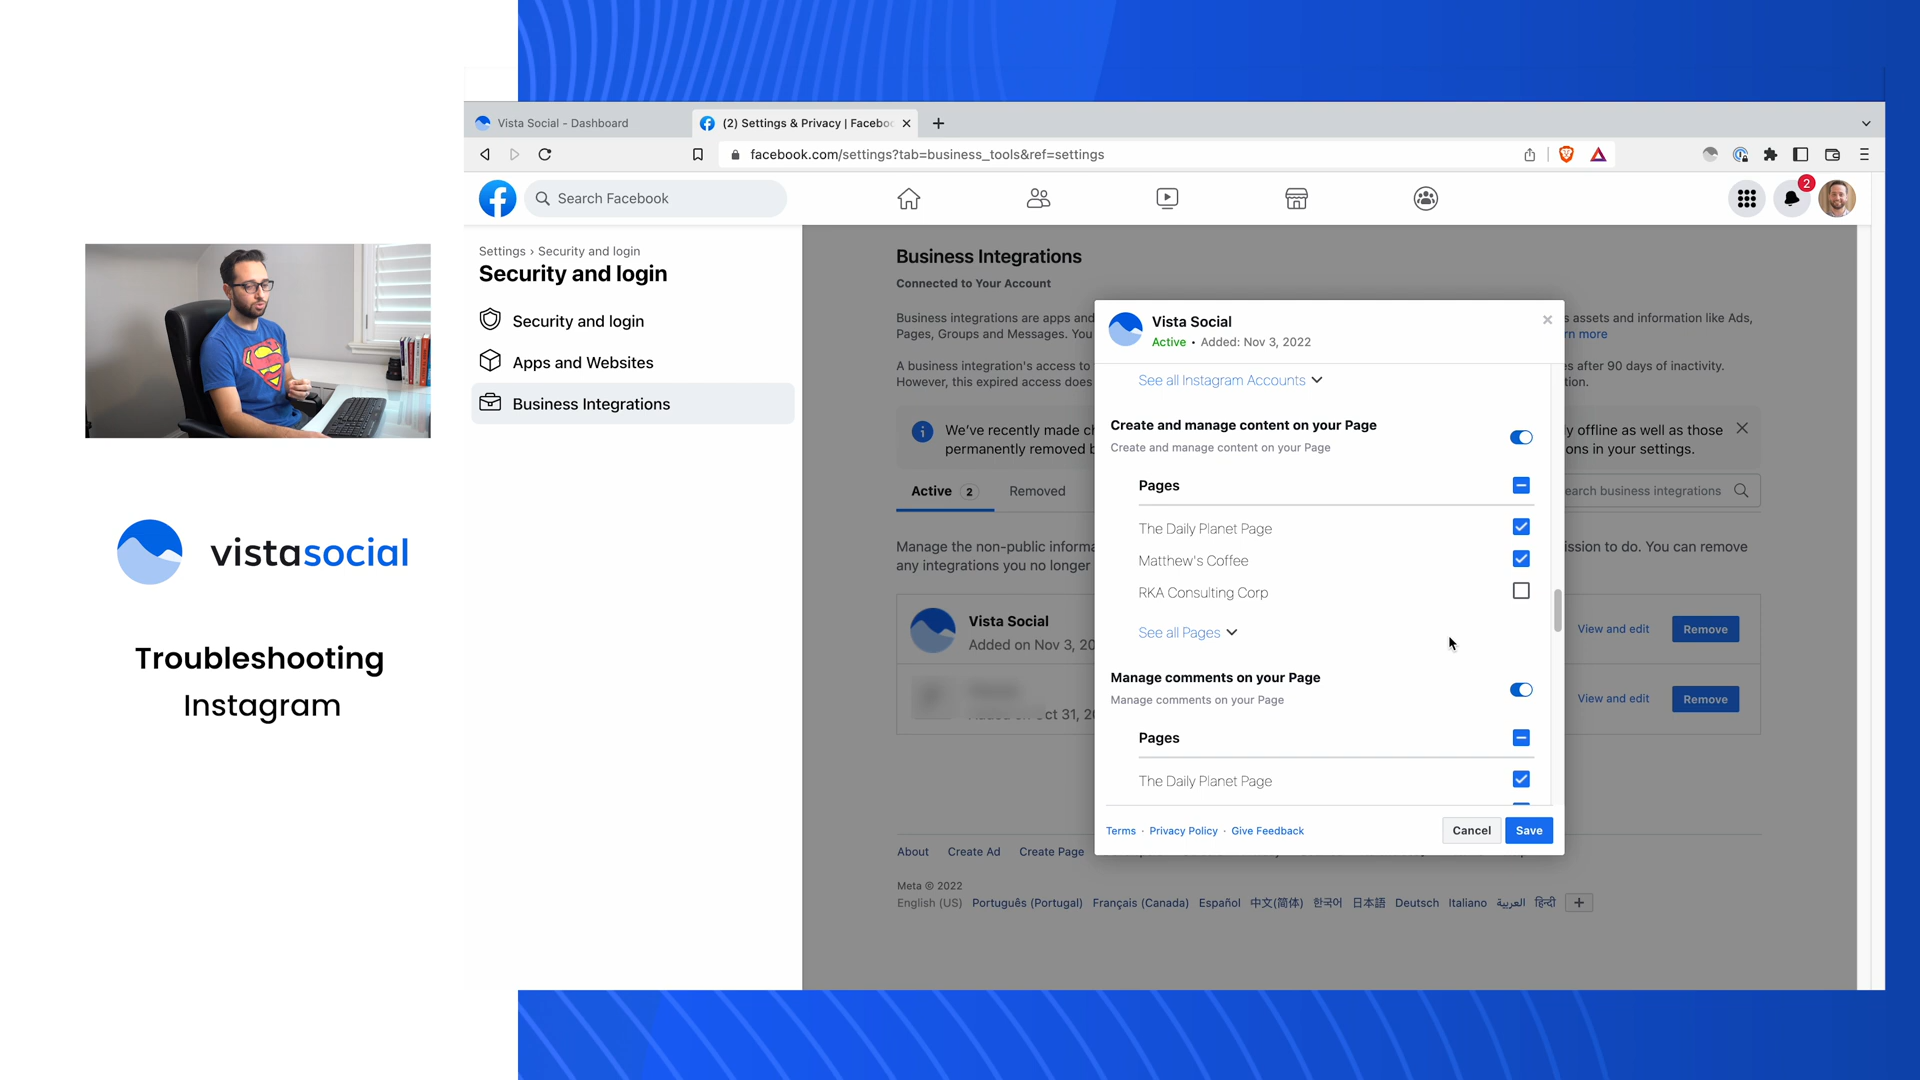 Vista Social - Dashboard
(2) Settings & Privacy | Facebo
facebook.com/settings?tab=business_tools&ref=settings
Search Facebook
2
Settings › Security and login
Security and login
Security and login
Apps and Websites
Business Integrations
vistasocial
Troubleshooting
Instagram
Business Integrations
Connected to Your Account
Business integrations are apps and
s assets and information like Ads,
Pages, Groups and Messages. You
rn more
A business integration's access to
s after 90 days of inactivity.
However, this expired access does
tion.
We've recently made c
y offline as well as those
permanently removed
ons in your settings.
Active 2
Removed
earch business integrations
Manage the non-public informa
ission to do. You can remove
any integrations you no longer
Vista Social
Added on Nov 3, 20
View and edit
Remove
ct 31, 20
View and edit
Remove
Vista Social
Active • Added: Nov 3, 2022
See all Instagram Accounts
Create and manage content on your Page
Create and manage content on your Page
Pages
The Daily Planet Page
Matthew's Coffee
RKA Consulting Corp
See all Pages
Manage comments on your Page
Manage comments on your Page
Pages
The Daily Planet Page
Terms · Privacy Policy · Give Feedback
Cancel
Save
About
Create Ad
Create Page
Meta © 2022
English (US) Português (Portugal) Français (Canada) Español 中文(简体) 한국어 日本語 Deutsch Italiano العربية हिन्दी